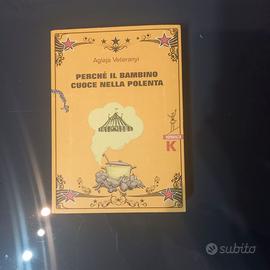 Aglaja Veteranyi
PERCHÉ IL BAMBINO
CUOCE NELLA POLENTA
K
subito